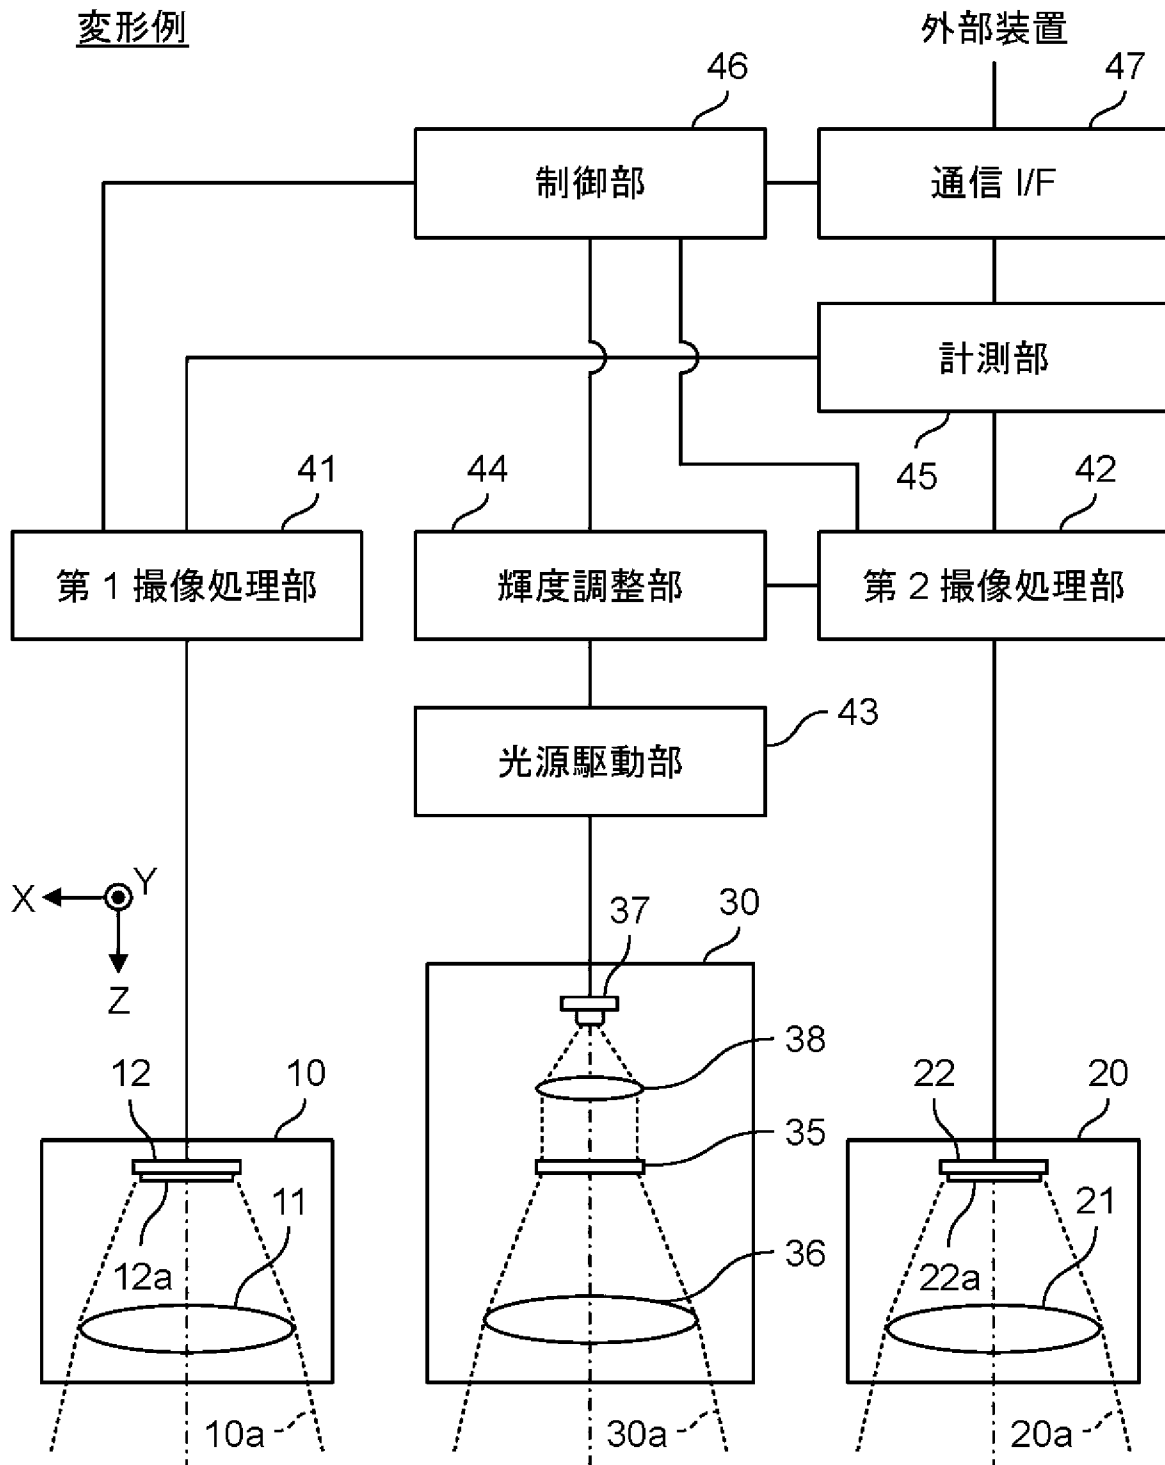 変形例
外部装置
46
47
制御部
通信 I/F
計測部
45
41
44
42
第 1 撮像処理部
輝度調整部
第 2 撮像処理部
43
光源駆動部
X
Y
Z
37
30
38
12
10
22
20
35
11
21
12a
22a
36
10a
30a
20a